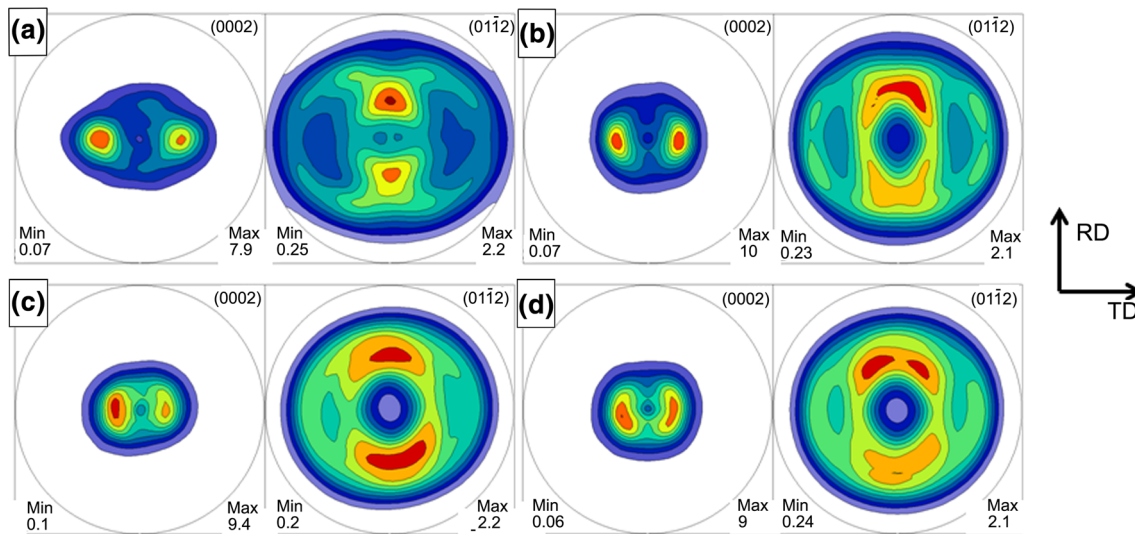 (a)
(0002)
(011̄2)
Min
0.07
Max
7.9
Min
0.25
Max
2.2
(b)
(0002)
(011̄2)
Min
0.07
Max
10
Min
0.23
Max
2.1
RD
TD
(c)
(0002)
(011̄2)
Min
0.1
Max
9.4
Min
0.2
Max
-2.2
(d)
(0002)
(011̄2)
Min
0.06
Max
9
Min
0.24
Max
2.1